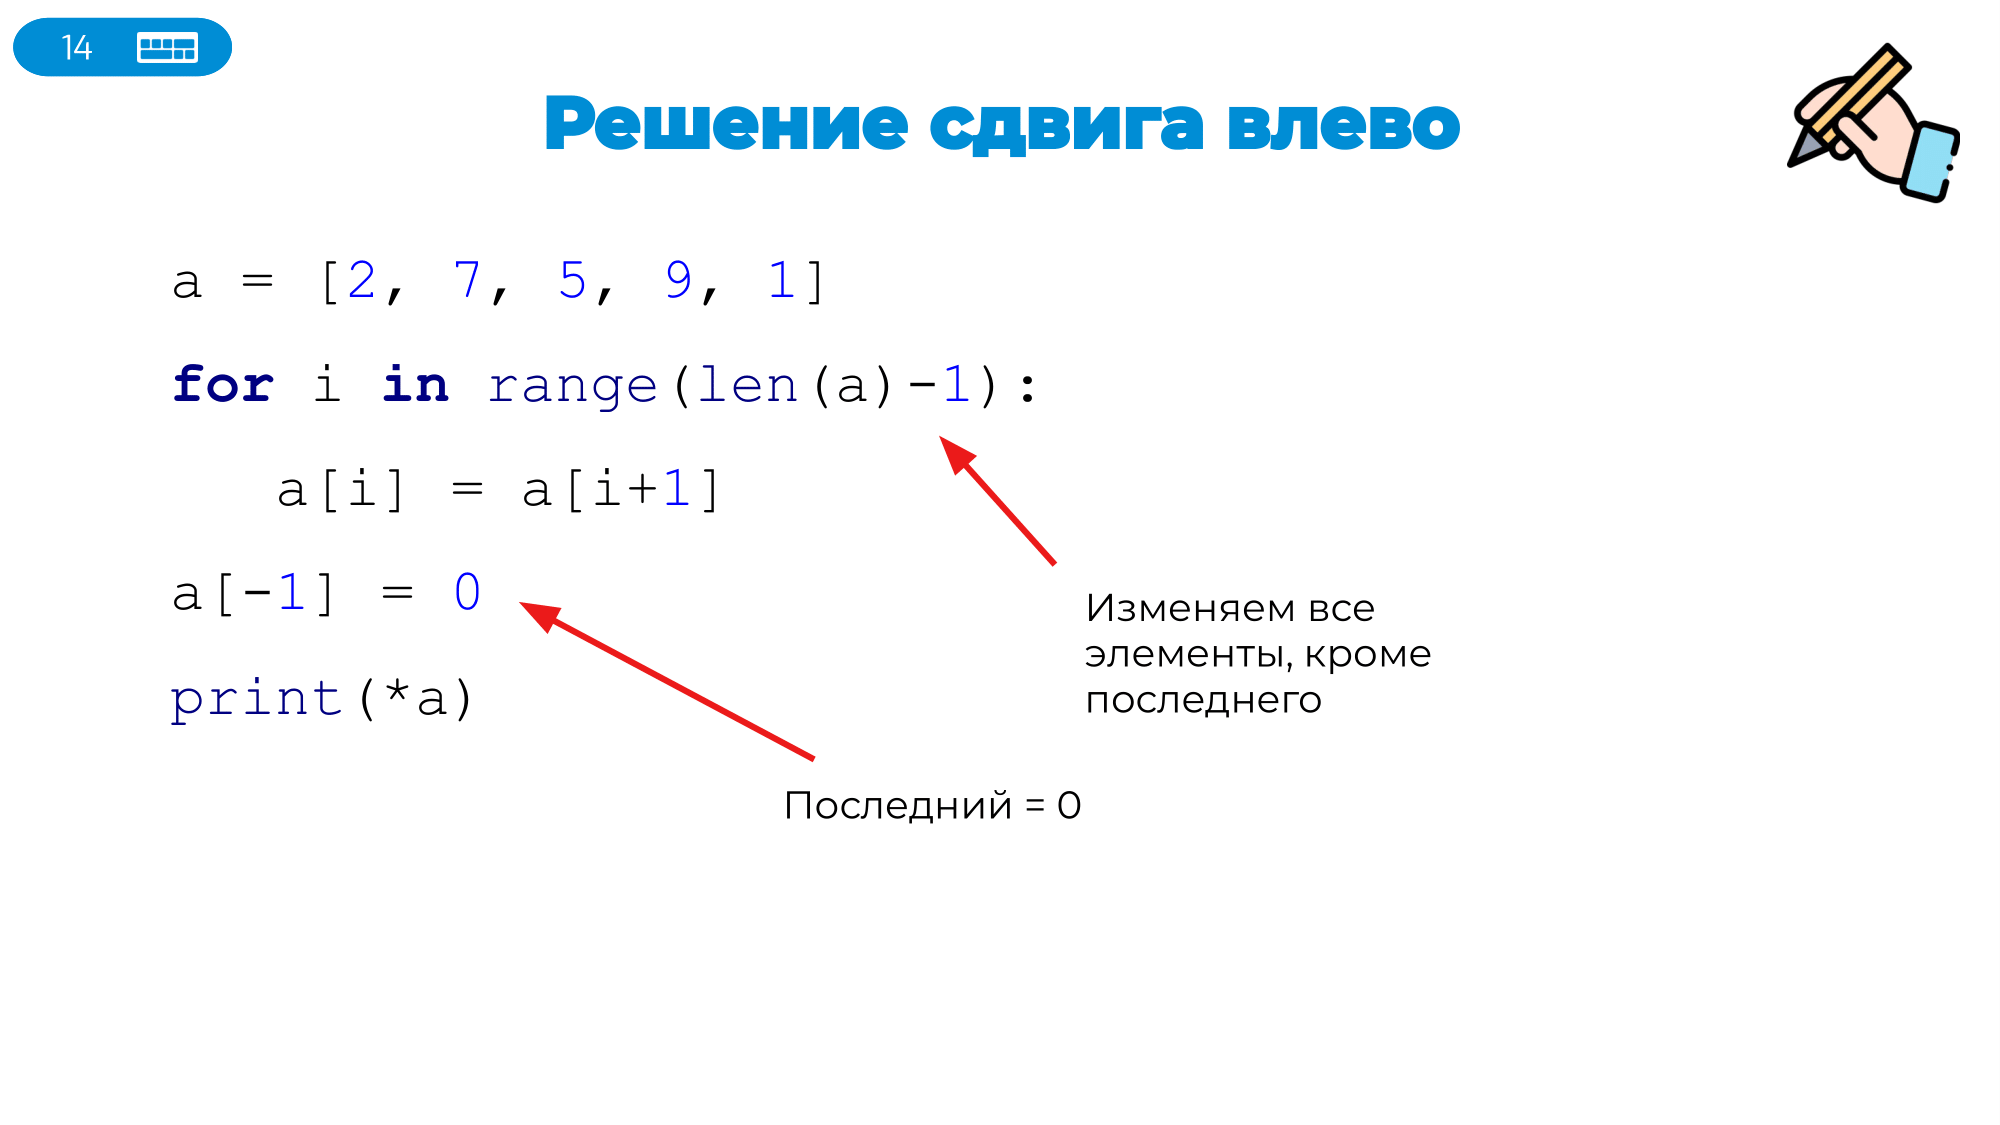 14
Решение сдвига влево
a = [2, 7, 5, 9, 1]
for i in range(len(a)-1):
   a[i] = a[i+1]
a[-1] = 0
print(*a)
Изменяем все
элементы, кроме
последнего
Последний = 0